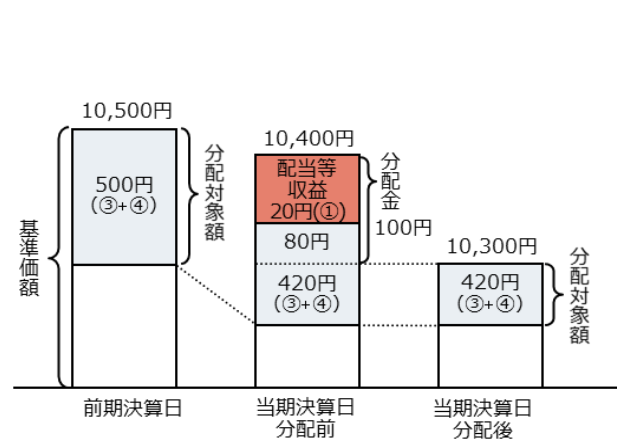 10,500円
500円
(③+④)
分配対象額
基準価額
前期決算日
10,400円
配当等
収益
20円(①)
80円
420円
(③+④)
分配金
100円
当期決算日
分配前
10,300円
420円
(③+④)
分配対象額
当期決算日
分配後